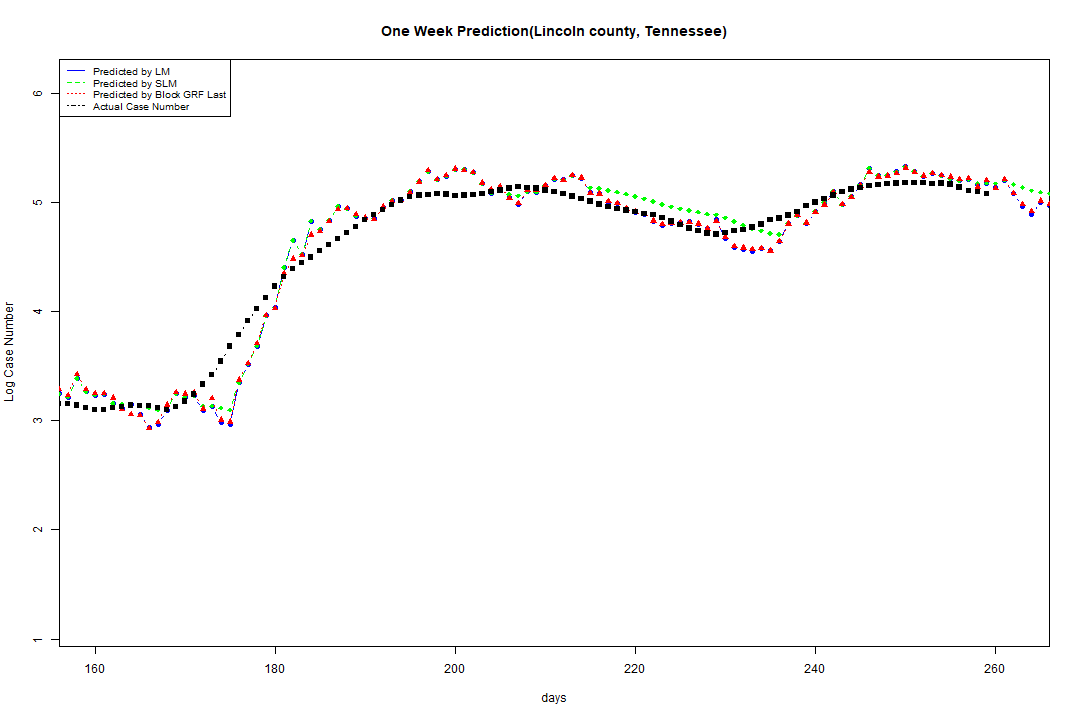 One Week Prediction(Lincoln county, Tennessee)
Predicted by LM
Predicted by SLM
Predicted by Block GRF Last
Actual Case Number
6
5
4
3
2
1
Log Case Number
160 180 200 220 240 260
days